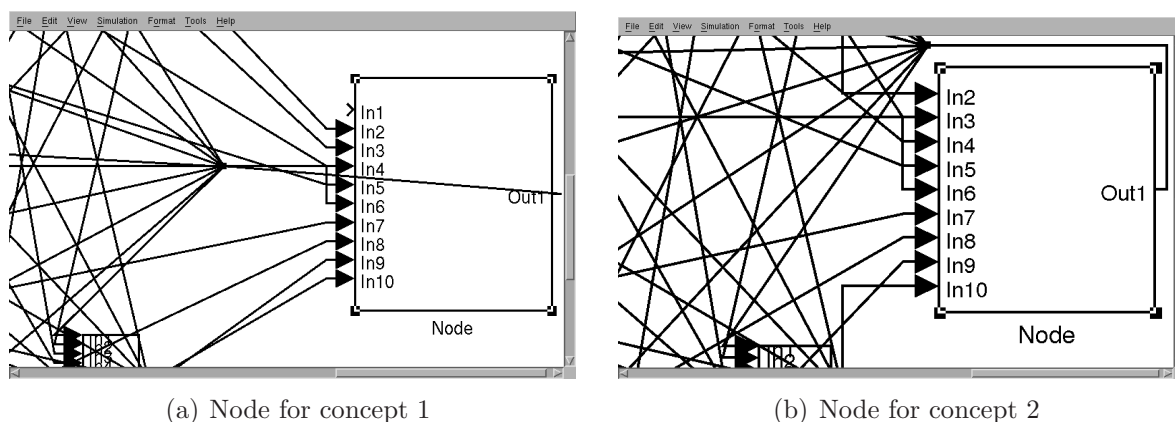 File Edit View Simulation Format Tools Help
In1
In2
In3
In4
In5
In6
In7
In8
In9
In10
Out1
Node
(a) Node for concept 1
File Edit View Simulation Format Tools Help
In2
In3
In4
In5
In6
In7
In8
In9
In10
Out1
Node
(b) Node for concept 2